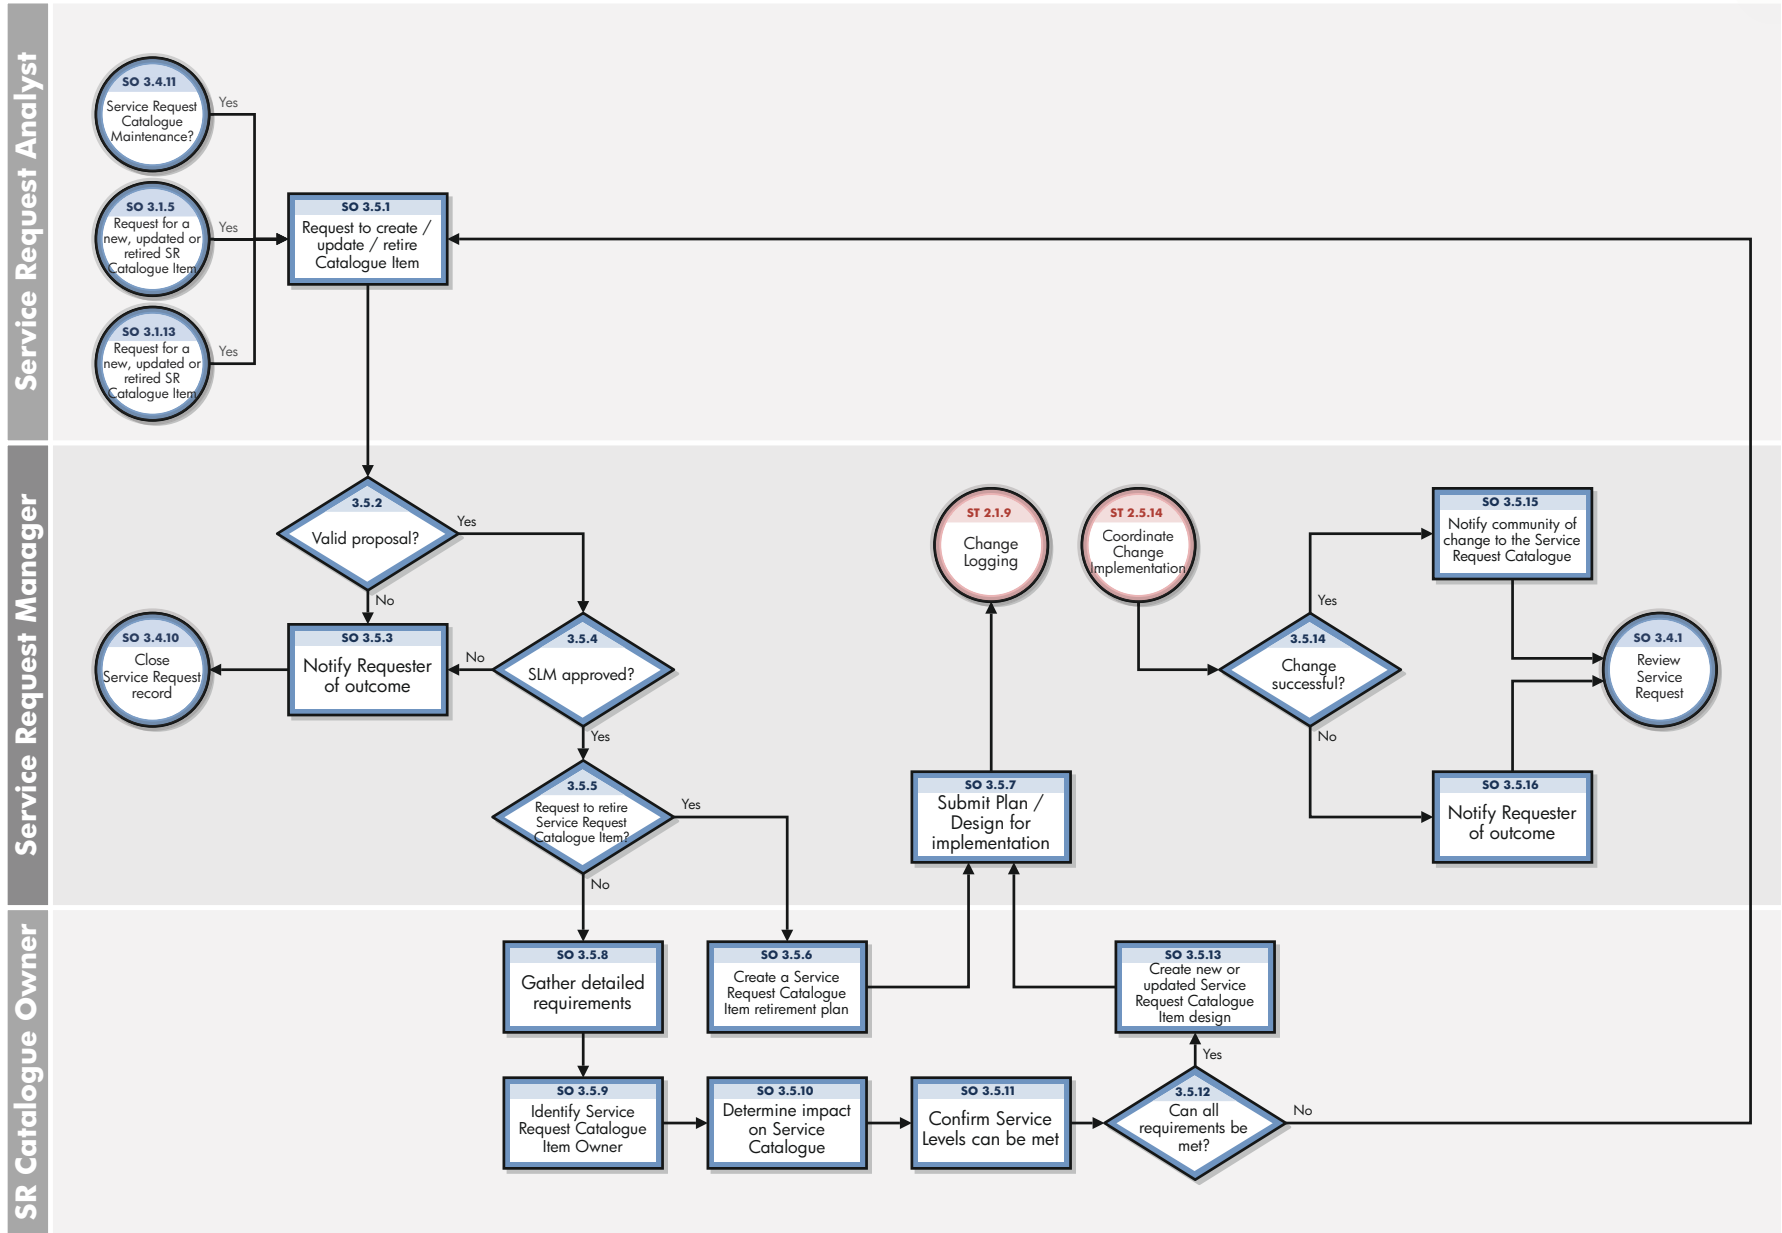 Service Request Analyst
SO 3.4.11
Service Request
Catalogue
Maintenance?
Yes
SO 3.1.5
Request for a
new, updated or
retired SR
Catalogue Item
Yes
SO 3.1.13
Request for a
new, updated or
retired SR
Catalogue Item
Yes
SO 3.5.1
Request to create /
update / retire
Catalogue Item
Service Request Manager
3.5.2
Valid proposal?
Yes
No
SO 3.4.10
Close
Service Request
record
SO 3.5.3
Notify Requester
of outcome
No
3.5.4
SLM approved?
Yes
3.5.5
Request to retire
Service Request
Catalogue Item?
Yes
No
ST 2.1.9
Change
Logging
ST 2.5.14
Coordinate
Change
Implementation
SO 3.5.7
Submit Plan /
Design for
implementation
Yes
3.5.14
Change
successful?
No
SO 3.5.15
Notify community of
change to the Service
Request Catalogue
SO 3.4.1
Review
Service
Request
SO 3.5.16
Notify Requester
of outcome
SR Catalogue Owner
SO 3.5.8
Gather detailed
requirements
SO 3.5.6
Create a Service
Request Catalogue
Item retirement plan
SO 3.5.13
Create new or
updated Service
Request Catalogue
Item design
Yes
SO 3.5.9
Identify Service
Request Catalogue
Item Owner
SO 3.5.10
Determine impact
on Service
Catalogue
SO 3.5.11
Confirm Service
Levels can be met
3.5.12
Can all
requirements be
met?
No